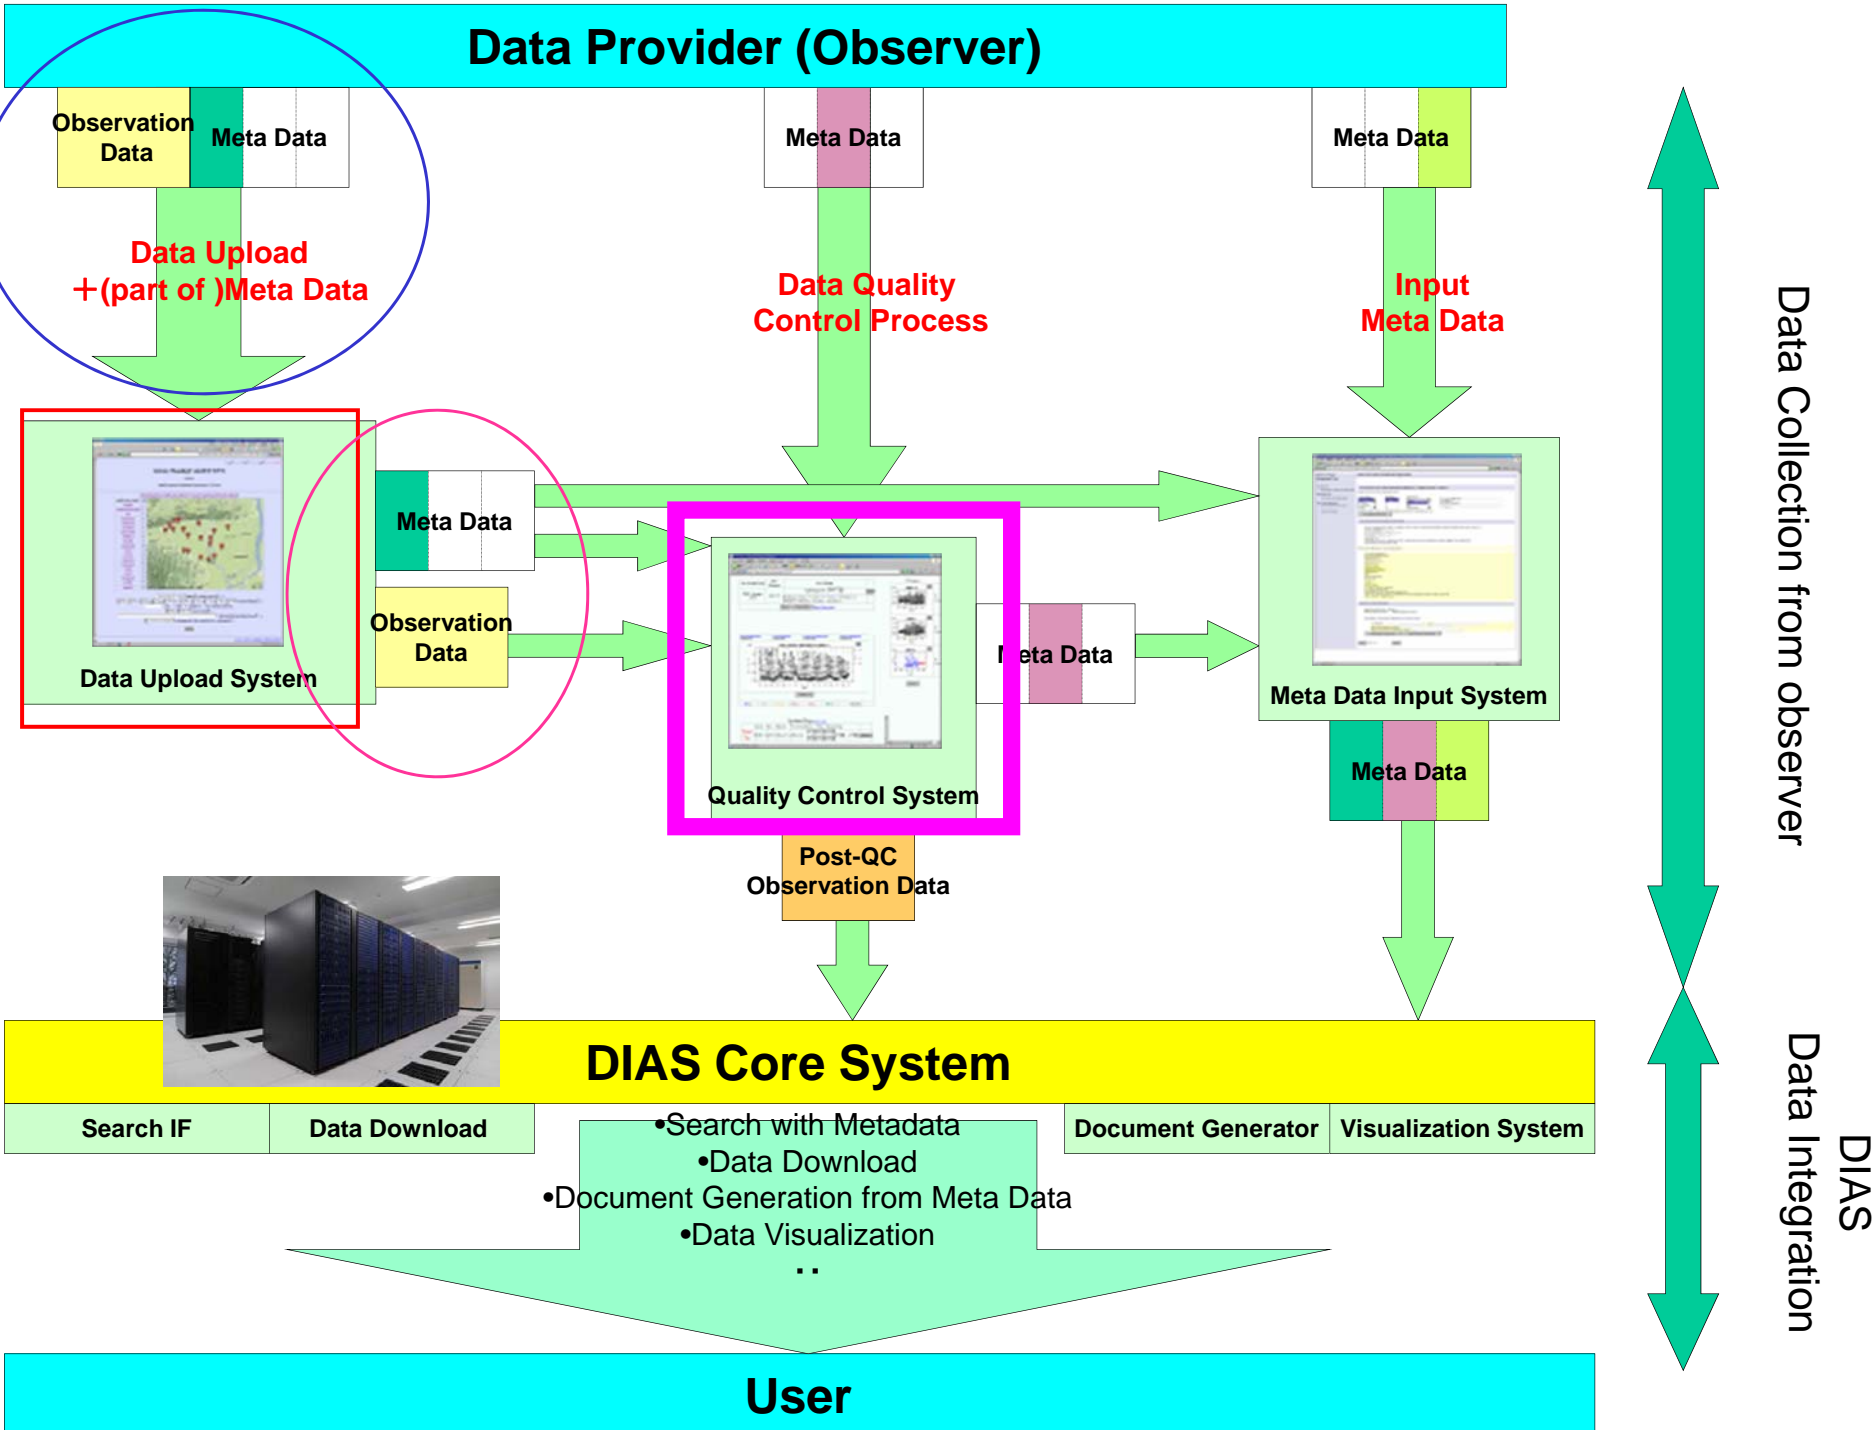 Data Provider (Observer)
Observation
Data
Meta Data
Meta Data
Meta Data
Data Upload
+(part of )Meta Data
Data Quality
Control Process
Input
Meta Data
Data Upload System
Meta Data
Observation
Data
Quality Control System
Meta Data
Meta Data Input System
Meta Data
Post-QC
Observation Data
DIAS Core System
Search IF
Data Download
Document Generator
Visualization System
•Search with Metadata
•Data Download
•Document Generation from Meta Data
•Data Visualization
. .
User
Data Collection from observer
DIAS
Data Integration